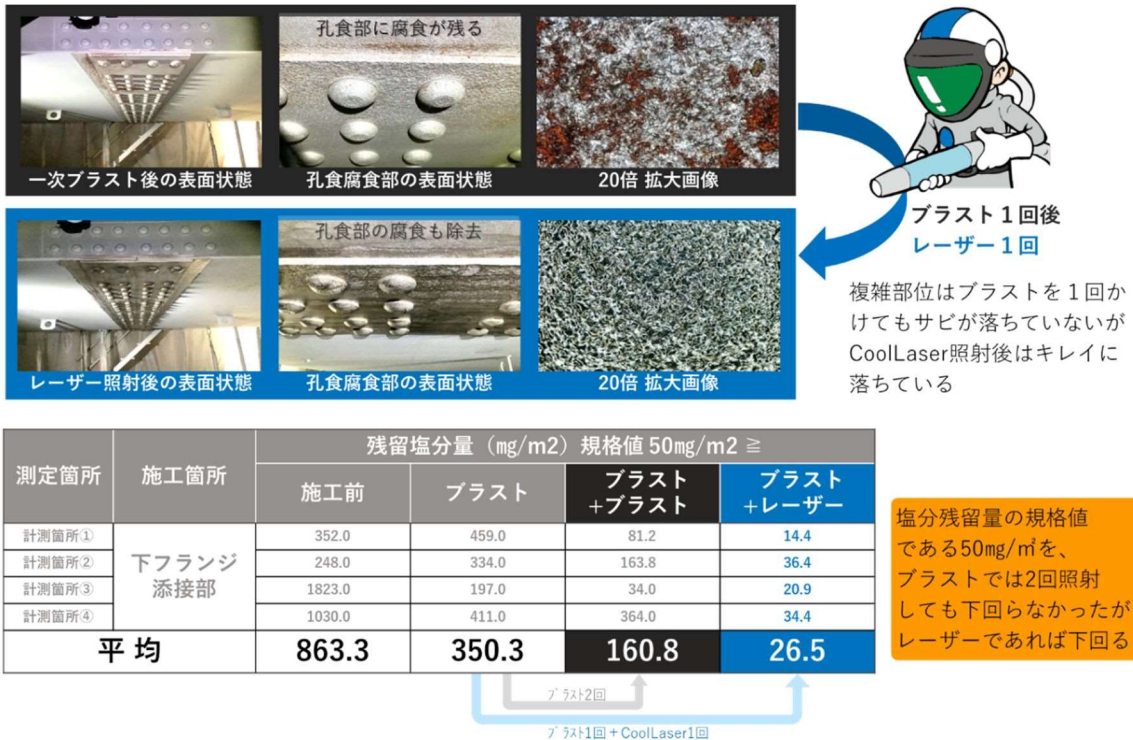 孔食部に腐食が残る
一次ブラスト後の表面状態
孔食腐食部の表面状態
20倍 拡大画像
孔食部の腐食も除去
レーザー照射後の表面状態
孔食腐食部の表面状態
20倍 拡大画像
ブラスト1回後
レーザー1回
複雑部位はブラストを1回か
けてもサビが落ちていないが
CoolLaser照射後はキレイに
落ちている
測定箇所 施工箇所 残留塩分量（mg/m2）規格値 50mg/m2 ≧
施工前 ブラスト ブラスト+ブラスト ブラスト+レーザー
計測箇所① 下フランジ添接部 352.0 459.0 81.2 14.4
計測箇所② 248.0 334.0 163.8 36.4
計測箇所③ 1823.0 197.0 34.0 20.9
計測箇所④ 1030.0 411.0 364.0 34.4
平均 863.3 350.3 160.8 26.5
ﾌﾞﾗｽﾄ2回
ﾌﾞﾗｽﾄ1回＋CoolLaser1回
塩分残留量の規格値
である50㎎/㎡を、
ブラストでは2回照射
しても下回らなかったが
レーザーであれば下回る